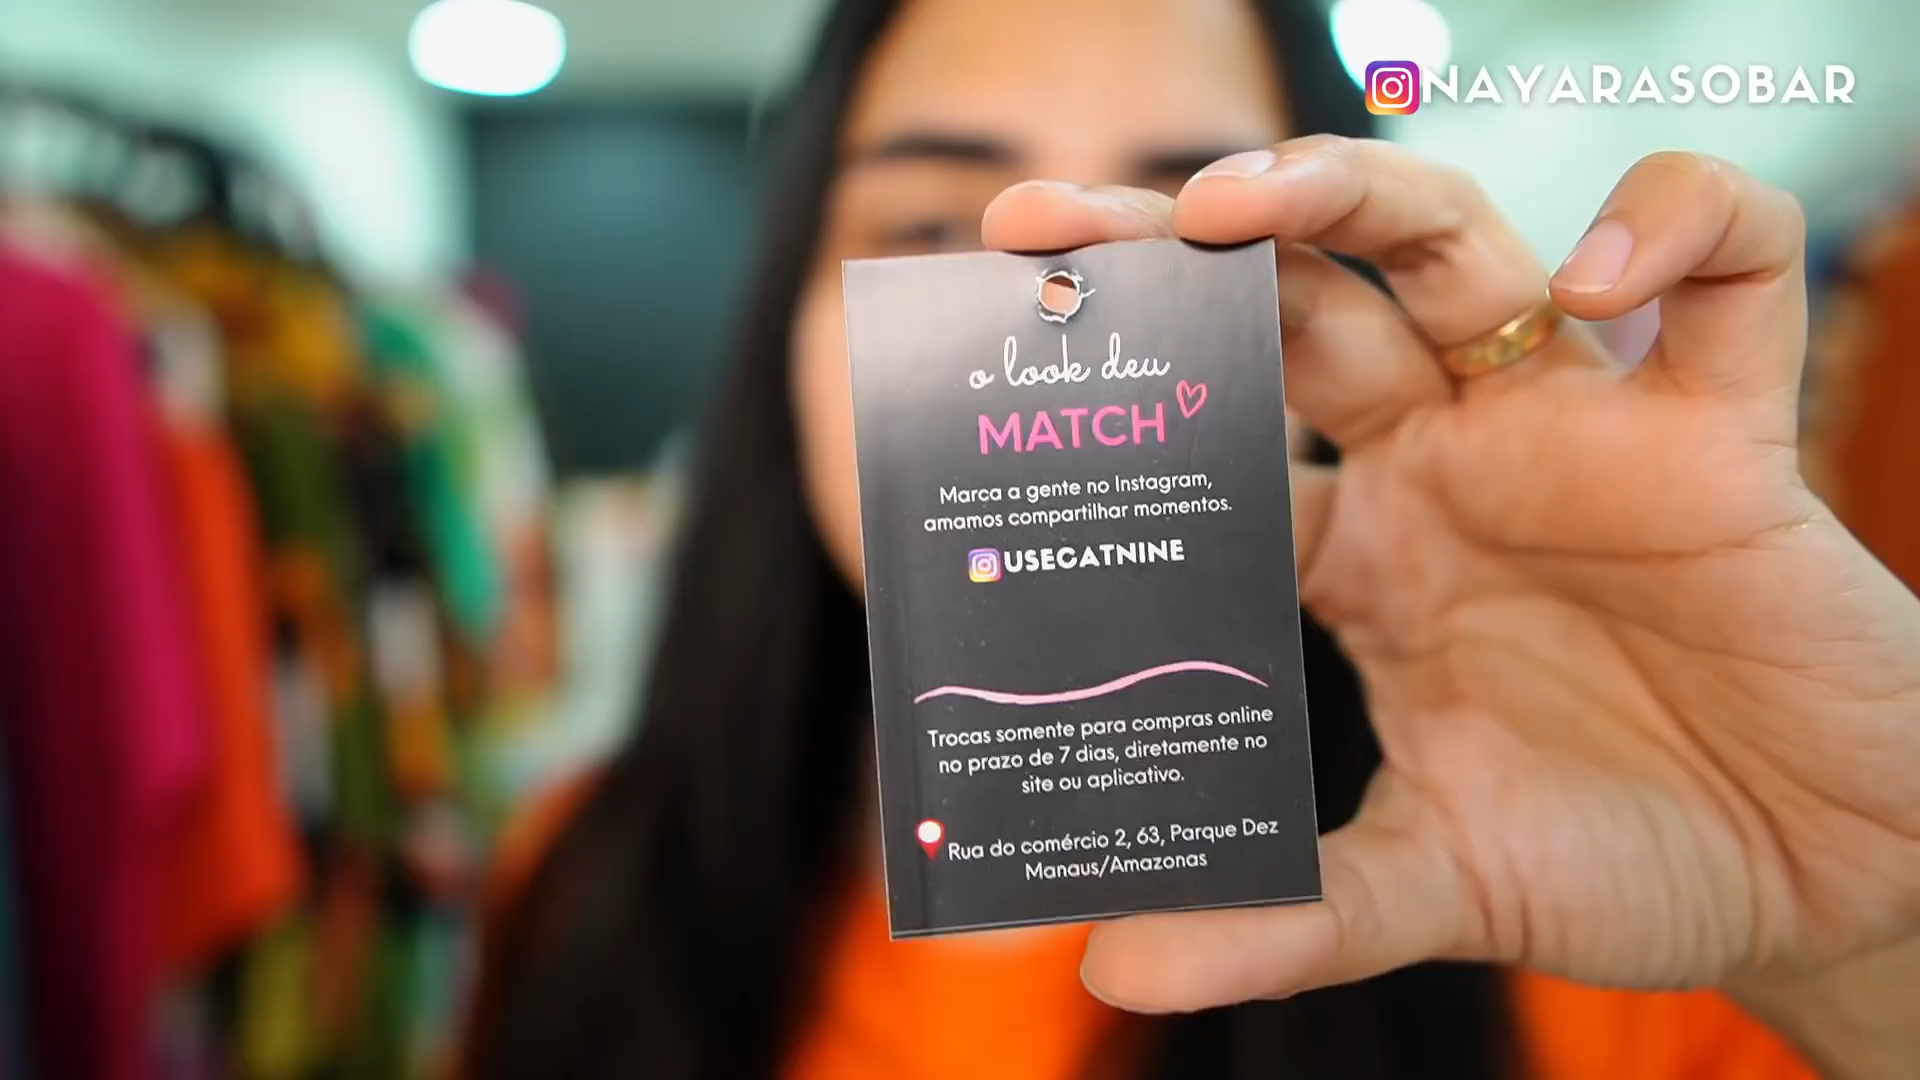 NAYARASOBAR
o look deu
MATCH
Marca a gente no Instagram,
amamos compartilhar momentos.
USECATNINE
Trocas somente para compras online
no prazo de 7 dias, diretamente no
site ou aplicativo.
Rua do comércio 2, 63, Parque Dez
Manaus/Amazonas